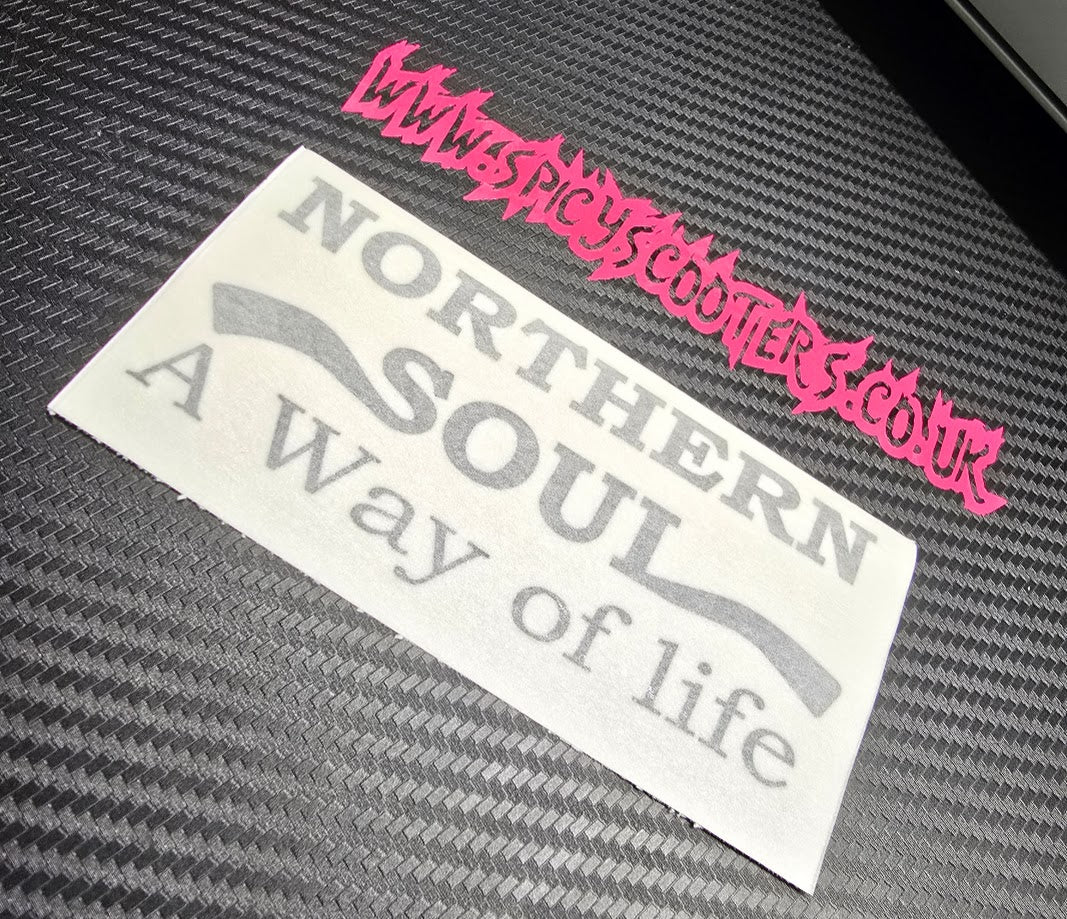 WWW.SPICYSCOOTERS.CO.UK
NORTHERN
SOUL
A Way of life